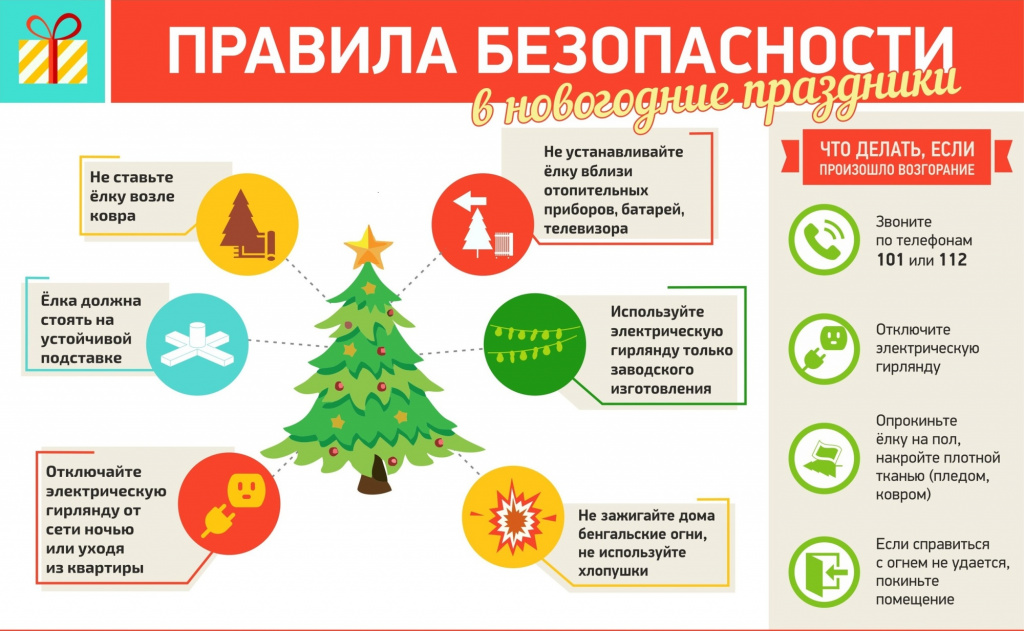 ПРАВИЛА БЕЗОПАСНОСТИ
в новогодние праздники
Не ставьте
ёлку возле
ковра
Не устанавливайте
ёлку вблизи
отопительных
приборов, батарей,
телевизора
Ёлка должна
стоять на
устойчивой
подставке
Используйте
электрическую
гирлянду только
заводского
изготовления
Отключайте
электрическую
гирлянду от
сети ночью
или уходя
из квартиры
Не зажигайте дома
бенгальские огни,
не используйте
хлопушки
ЧТО ДЕЛАТЬ, ЕСЛИ
ПРОИЗОШЛО ВОЗГОРАНИЕ
Звоните
по телефонам
101 или 112
Отключите
электрическую
гирлянду
Опрокиньте
ёлку на пол,
накройте плотной
тканью (пледом,
ковром)
Если справиться
с огнем не удается,
покиньте
помещение